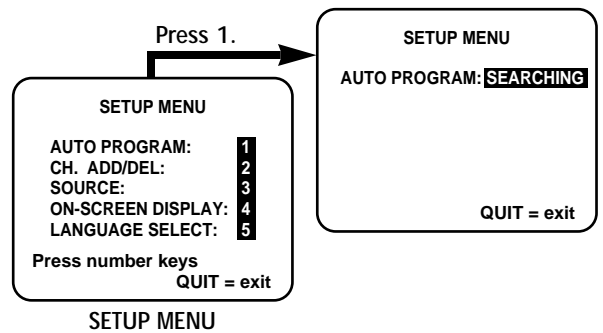 Press 1.
SETUP MENU
AUTO PROGRAM: 1
CH. ADD/DEL: 2
SOURCE: 3
ON-SCREEN DISPLAY: 4
LANGUAGE SELECT: 5
Press number keys
QUIT = exit
SETUP MENU
SETUP MENU
AUTO PROGRAM: SEARCHING
QUIT = exit